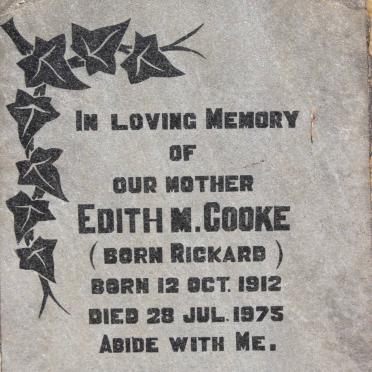 In Loving Memory
OF
OUR MOTHER
EDITH M. COOKE
(BORN RICKARD)
BORN 12 OCT. 1912
DIED 28 JUL. 1975
ABIDE WITH ME.